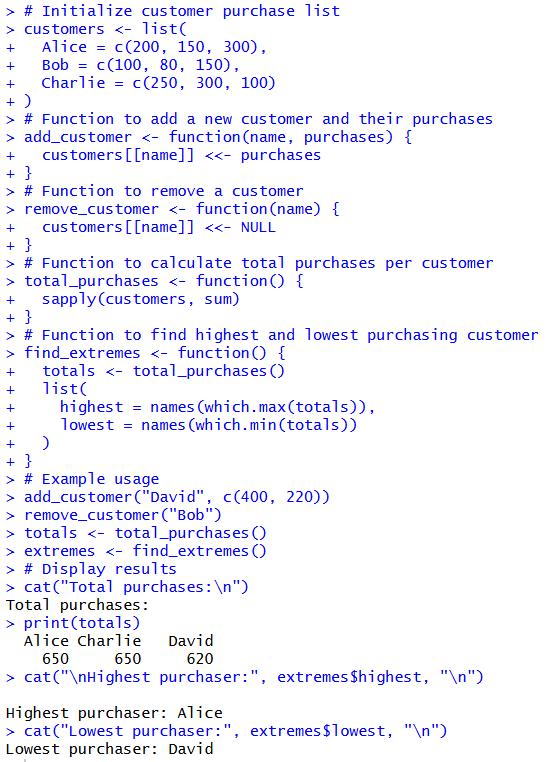 > # Initialize customer purchase list
> customers <- list(
+   Alice = c(200, 150, 300),
+   Bob = c(100, 80, 150),
+   Charlie = c(250, 300, 100)
+ )
> # Function to add a new customer and their purchases
> add_customer <- function(name, purchases) {
+   customers[[name]] <<- purchases
+ }
> # Function to remove a customer
> remove_customer <- function(name) {
+   customers[[name]] <<- NULL
+ }
> # Function to calculate total purchases per customer
> total_purchases <- function() {
+   sapply(customers, sum)
+ }
> # Function to find highest and lowest purchasing customer
> find_extremes <- function() {
+   totals <- total_purchases()
+   list(
+     highest = names(which.max(totals)),
+     lowest = names(which.min(totals))
+   )
+ }
> # Example usage
> add_customer("David", c(400, 220))
> remove_customer("Bob")
> totals <- total_purchases()
> extremes <- find_extremes()
> # Display results
> cat("Total purchases:\n")
Total purchases:
> print(totals)
  Alice Charlie   David
    650     650     620
> cat("\nHighest purchaser:", extremes$highest, "\n")

Highest purchaser: Alice
> cat("Lowest purchaser:", extremes$lowest, "\n")
Lowest purchaser: David